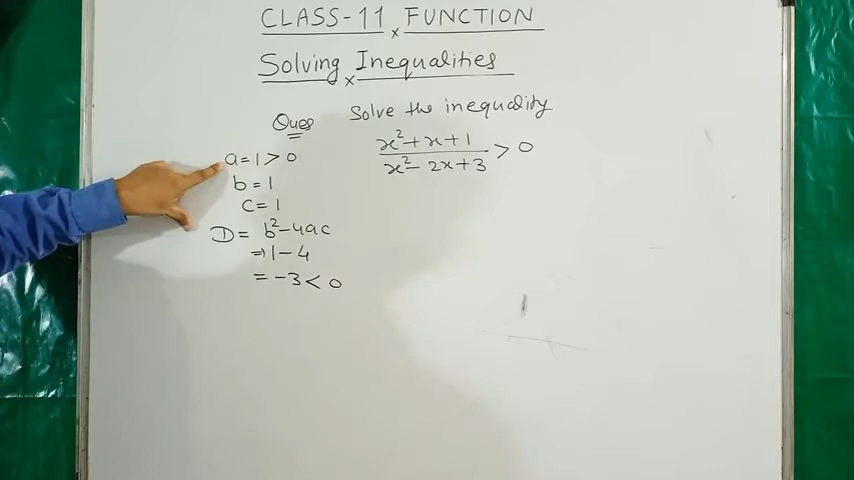 CLASS-11 x FUNCTION
Solving x Inequalities
Ques Solve the inequality
x²+x+1 / x²-2x+3 > 0
a=1>0
b=1
c=1
D= b²-4ac
⇒1-4
=-3<0